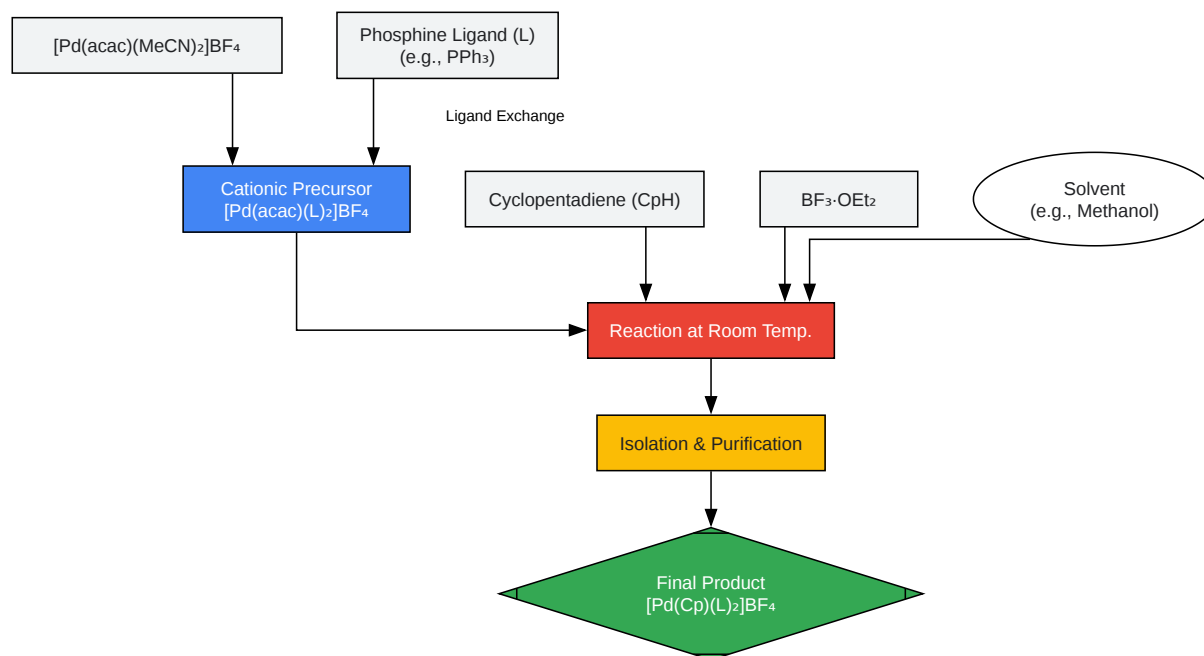 [Pd(acac)(MeCN)₂]BF₄
Phosphine Ligand (L)
(e.g., PPh₃)
Ligand Exchange
Cationic Precursor
[Pd(acac)(L)₂]BF₄
Cyclopentadiene (CpH)
BF₃·OEt₂
Solvent
(e.g., Methanol)
Reaction at Room Temp.
Isolation & Purification
Final Product
[Pd(Cp)(L)₂]BF₄